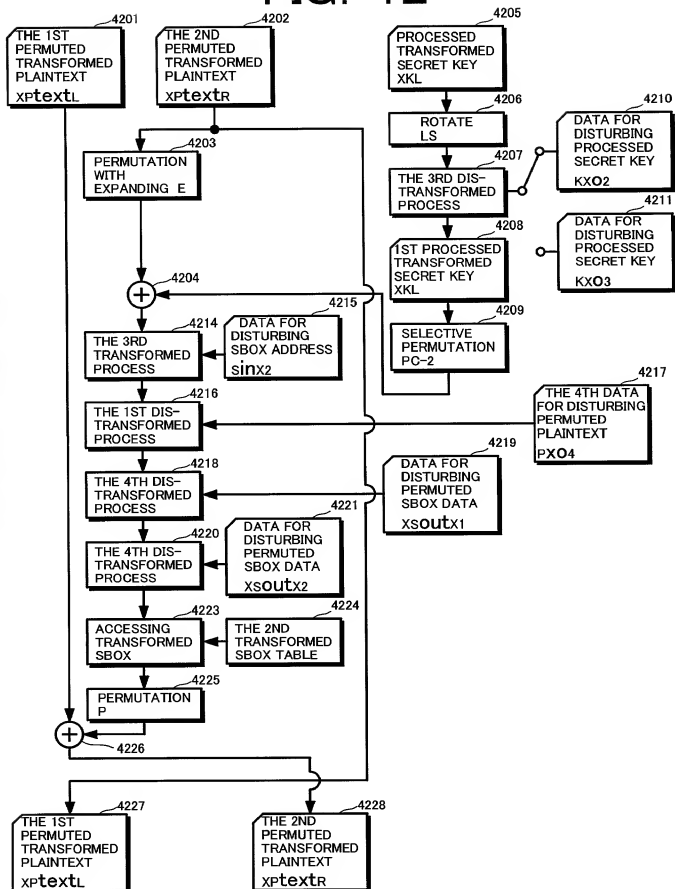 FIG. 42
4201
THE 1ST
PERMUTED
TRANSFORMED
PLAINTEXT
XPtextL
4202
THE 2ND
PERMUTED
TRANSFORMED
PLAINTEXT
XPtextR
4203
PERMUTATION
WITH
EXPANDING E
4204
4205
PROCESSED
TRANSFORMED
SECRET KEY
XKL
4206
ROTATE
LS
4207
THE 3RD DIS-
TRANSFORMED
PROCESS
4208
1ST PROCESSED
TRANSFORMED
SECRET KEY
XKL
4209
SELECTIVE
PERMUTATION
PC-2
4210
DATA FOR
DISTURBING
PROCESSED
SECRET KEY
KXO2
4211
DATA FOR
DISTURBING
PROCESSED
SECRET KEY
KXO3
4214
THE 3RD
TRANSFORMED
PROCESS
4215
DATA FOR
DISTURBING
SBOX ADDRESS
SinX2
4216
THE 1ST DIS-
TRANSFORMED
PROCESS
4217
THE 4TH DATA
FOR DISTURBING
PERMUTED
PLAINTEXT
PXO4
4218
THE 4TH DIS-
TRANSFORMED
PROCESS
4219
DATA FOR
DISTURBING
PERMUTED
SBOX DATA
XSoutX1
4220
THE 4TH DIS-
TRANSFORMED
PROCESS
4221
DATA FOR
DISTURBING
PERMUTED
SBOX DATA
XSoutX2
4223
ACCESSING
TRANSFORMED
SBOX
4224
THE 2ND
TRANSFORMED
SBOX TABLE
4225
PERMUTATION
P
4226
4227
THE 1ST
PERMUTED
TRANSFORMED
PLAINTEXT
XPtextL
4228
THE 2ND
PERMUTED
TRANSFORMED
PLAINTEXT
XPtextR